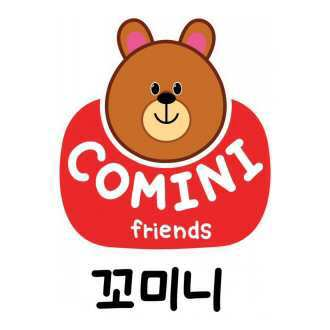 COMINI
friends
꼬미니